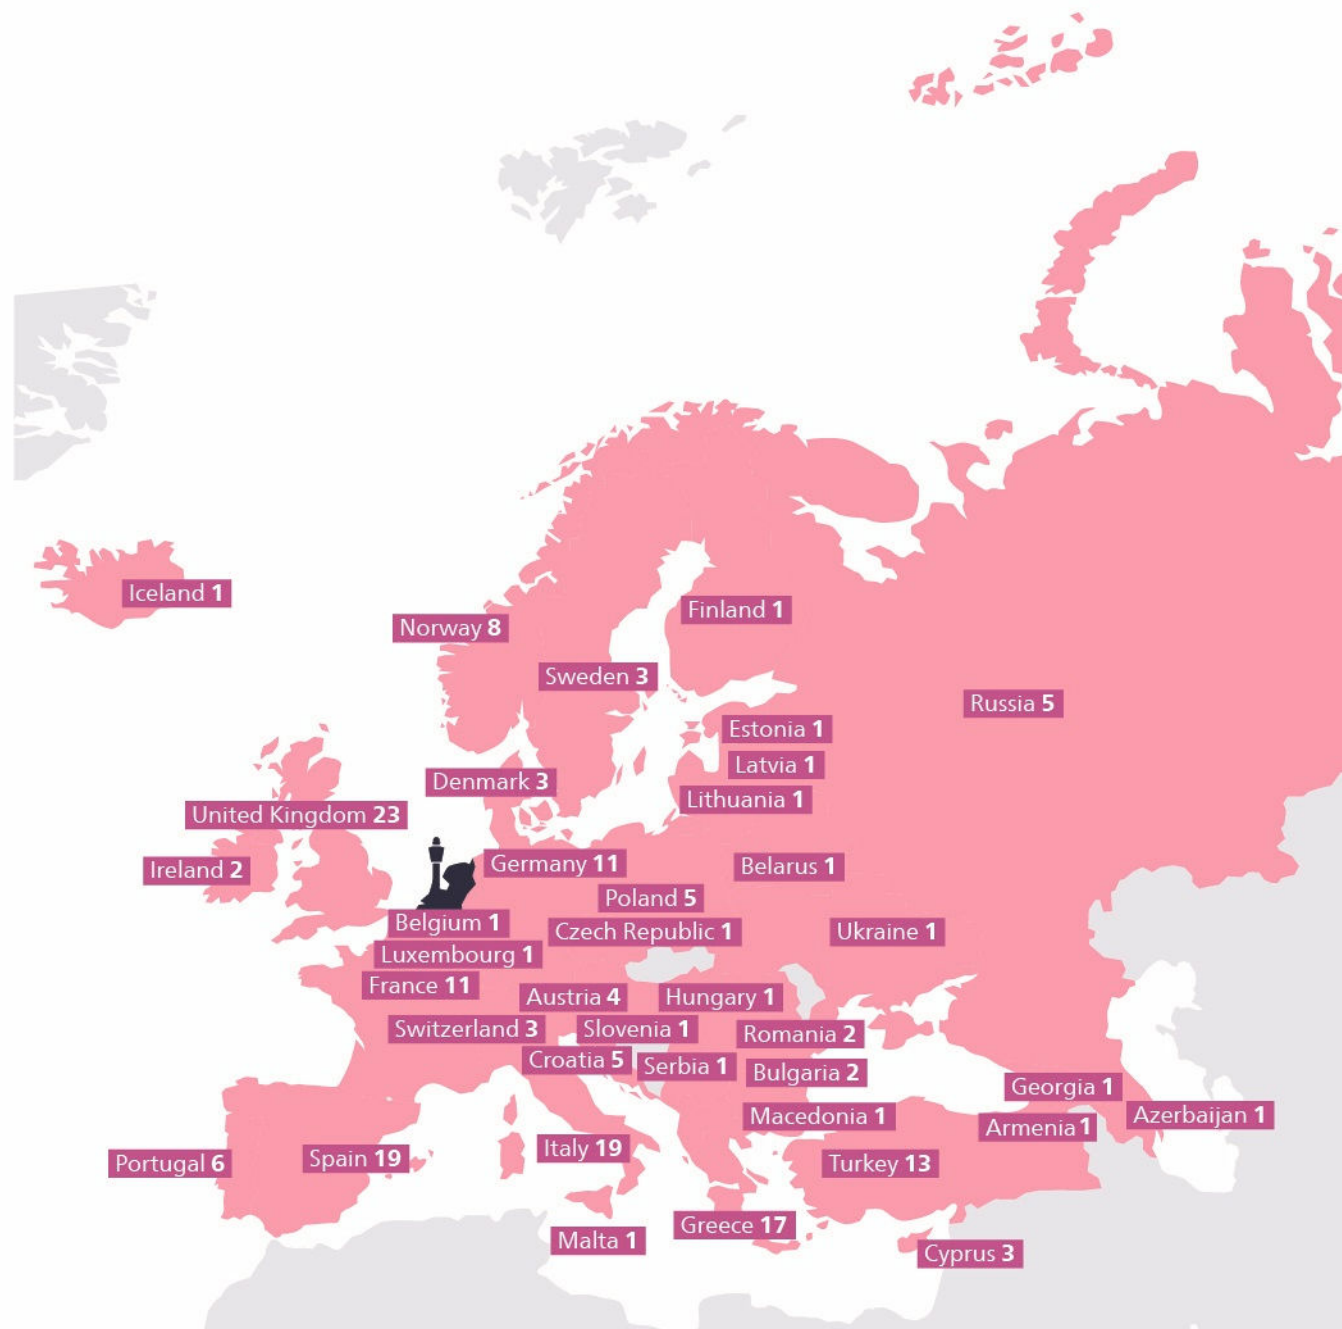 Iceland 1
Norway 8
Finland 1
Sweden 3
Russia 5
Estonia 1
Latvia 1
Denmark 3
Lithuania 1
United Kingdom 23
Ireland 2
Germany 11
Belarus 1
Poland 5
Belgium 1
Czech Republic 1
Ukraine 1
Luxembourg 1
France 11
Austria 4
Hungary 1
Switzerland 3
Slovenia 1
Romania 2
Croatia 5
Serbia 1
Bulgaria 2
Georgia 1
Macedonia 1
Azerbaijan 1
Armenia 1
Portugal 6
Spain 19
Italy 19
Turkey 13
Greece 17
Malta 1
Cyprus 3